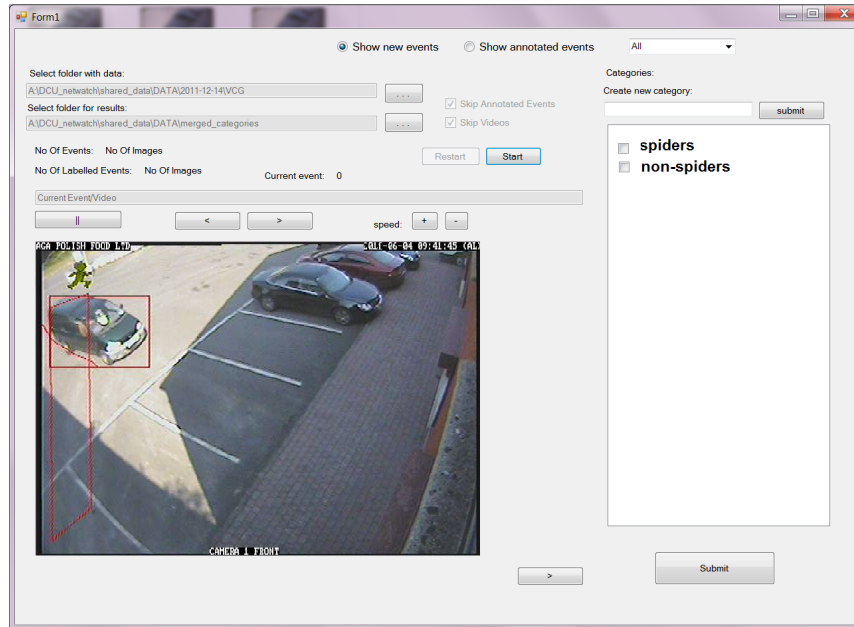 Form1
Show new events
Show annotated events
All
Select folder with data:
A:\DCU_netwatch\shared_data\DATA\2011-12-14\VCG
...
Select folder for results:
A:\DCU_netwatch\shared_data\DATA\merged_categories
...
Skip Annotated Events
Skip Videos
No Of Events: No Of Images
No Of Labelled Events: No Of Images
Current event: 0
Restart
Start
Current Event/Video
||
<
>
speed:
+
-
AGA POLISH FOOD LTD
2011-06-04 09:41:45 (AL)
CAMERA 1 FRONT
>
Categories:
Create new category:
submit
spiders
non-spiders
Submit